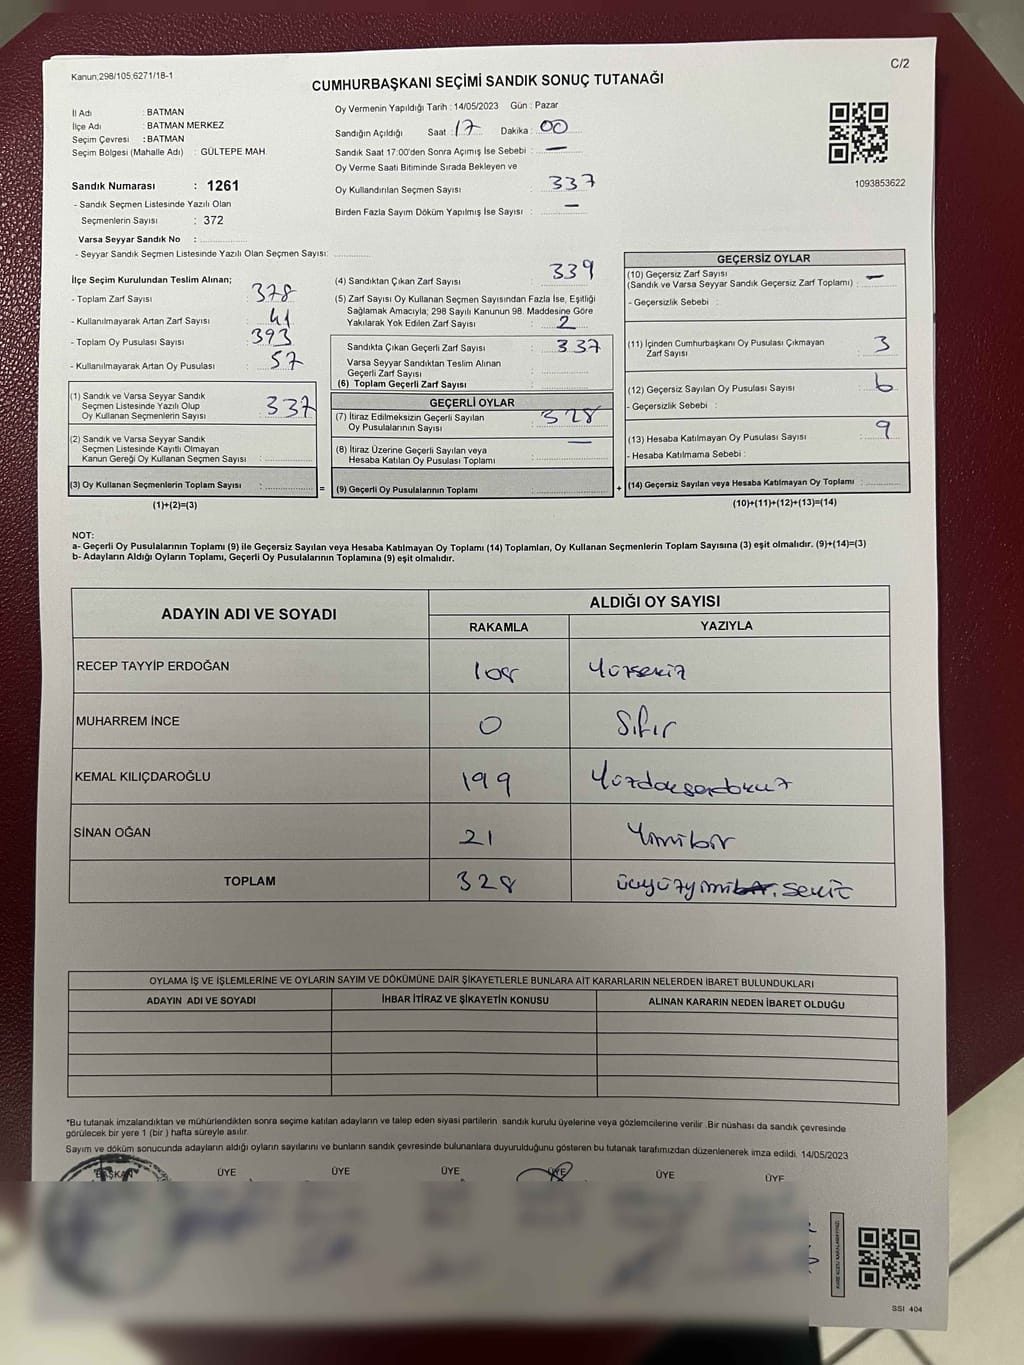 Kanun;298/105;6271/18-1
C/2
CUMHURBAŞKANI SEÇİMİ SANDIK SONUÇ TUTANAĞI
İl Adı : BATMAN
İlçe Adı : BATMAN MERKEZ
Seçim Çevresi : BATMAN
Seçim Bölgesi (Mahalle Adı) : GÜLTEPE MAH.
Sandık Numarası : 1261
- Sandık Seçmen Listesinde Yazılı Olan
Seçmenlerin Sayısı : 372
Varsa Seyyar Sandık No :
- Seyyar Sandık Seçmen Listesinde Yazılı Olan Seçmen Sayısı:
Oy Vermenin Yapıldığı Tarih : 14/05/2023 Gün : Pazar
Sandığın Açıldığı Saat : 17 Dakika : 00
Sandık Saat 17:00'den Sonra Açımış İse Sebebi : —
Oy Verme Saati Bitiminde Sırada Bekleyen ve
Oy Kullandırılan Seçmen Sayısı : 337
Birden Fazla Sayım Döküm Yapılmış İse Sayısı : —
1093853622
İlçe Seçim Kurulundan Teslim Alınan;
- Toplam Zarf Sayısı : 378
- Kullanılmayarak Artan Zarf Sayısı : 41
- Toplam Oy Pusulası Sayısı : 393
- Kullanılmayarak Artan Oy Pusulası : 57
(1) Sandık ve Varsa Seyyar Sandık
Seçmen Listesinde Yazılı Olup
Oy Kullanan Seçmenlerin Sayısı : 337
(2) Sandık ve Varsa Seyyar Sandık
Seçmen Listesinde Kayıtlı Olmayan
Kanun Gereği Oy Kullanan Seçmen Sayısı :
(3) Oy Kullanan Seçmenlerin Toplam Sayısı : =
(1)+(2)=(3)
(4) Sandıktan Çıkan Zarf Sayısı : 339
(5) Zarf Sayısı Oy Kullanan Seçmen Sayısından Fazla İse, Eşitliği
Sağlamak Amacıyla; 298 Sayılı Kanunun 98. Maddesine Göre
Yakılarak Yok Edilen Zarf Sayısı : 2
Sandıkta Çıkan Geçerli Zarf Sayısı : 337
Varsa Seyyar Sandıktan Teslim Alınan
Geçerli Zarf Sayısı :
(6) Toplam Geçerli Zarf Sayısı :
GEÇERLİ OYLAR
(7) İtiraz Edilmeksizin Geçerli Sayılan
Oy Pusulalarının Sayısı : 328
(8) İtiraz Üzerine Geçerli Sayılan veya
Hesaba Katılan Oy Pusulası Toplamı : —
(9) Geçerli Oy Pusulalarının Toplamı : +
GEÇERSİZ OYLAR
(10) Geçersiz Zarf Sayısı
(Sandık ve Varsa Seyyar Sandık Geçersiz Zarf Toplamı) : —
- Geçersizlik Sebebi :
(11) İçinden Cumhurbaşkanı Oy Pusulası Çıkmayan
Zarf Sayısı : 3
(12) Geçersiz Sayılan Oy Pusulası Sayısı : 6
- Geçersizlik Sebebi :
(13) Hesaba Katılmayan Oy Pusulası Sayısı : 9
- Hesaba Katılmama Sebebi :
(14) Geçersiz Sayılan veya Hesaba Katılmayan Oy Toplamı :
(10)+(11)+(12)+(13)=(14)
NOT:
a- Geçerli Oy Pusulalarının Toplamı (9) ile Geçersiz Sayılan veya Hesaba Katılmayan Oy Toplamı (14) Toplamları, Oy Kullanan Seçmenlerin Toplam Sayısına (3) eşit olmalıdır. (9)+(14)=(3)
b- Adayların Aldığı Oyların Toplamı, Geçerli Oy Pusulalarının Toplamına (9) eşit olmalıdır.
ADAYIN ADI VE SOYADI ALDIĞI OY SAYISI
RAKAMLA YAZIYLA
RECEP TAYYİP ERDOĞAN 108 Yüzsekiz
MUHARREM İNCE 0 Sıfır
KEMAL KILIÇDAROĞLU 199 Yüzdoksandokuz
SİNAN OĞAN 21 Yirmibir
TOPLAM 328 üçyüzyirmibir. sekiz
OYLAMA İŞ VE İŞLEMLERİNE VE OYLARIN SAYIM VE DÖKÜMÜNE DAİR ŞİKAYETLERLE BUNLARA AİT KARARLARIN NELERDEN İBARET BULUNDUKLARI
ADAYIN ADI VE SOYADI İHBAR İTİRAZ VE ŞİKAYETİN KONUSU ALINAN KARARIN NEDEN İBARET OLDUĞU
*Bu tutanak imzalandıktan ve mühürlendikten sonra seçime katılan adayların ve talep eden siyasi partilerin sandık kurulu üyelerine veya gözlemcilerine verilir .Bir nüshası da sandık çevresinde
görülecek bir yere 1 (bir ) hafta süreyle asılır.
Sayım ve döküm sonucunda adayların aldığı oyların sayılarını ve bunların sandık çevresinde bulunanlara duyurulduğunu gösteren bu tutanak tarafımızdan düzenlenerek imza edildi. 14/05/2023
BAŞKAN ÜYE ÜYE ÜYE ÜYE ÜYE ÜYE
SSI 404